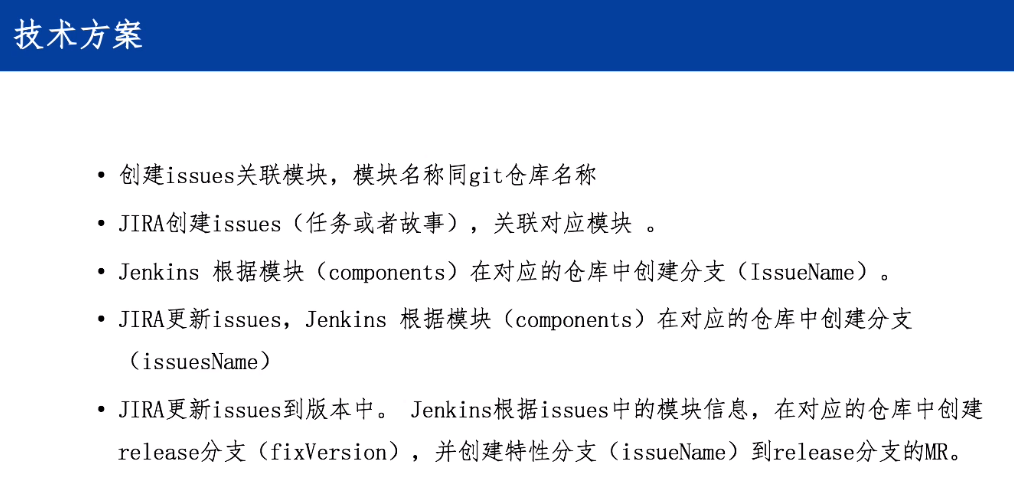 技术方案
• 创建issues关联模块，模块名称同git仓库名称
• JIRA创建issues（任务或者故事），关联对应模块 。
• Jenkins 根据模块（components）在对应的仓库中创建分支（IssueName）。
• JIRA更新issues，Jenkins 根据模块（components）在对应的仓库中创建分支
（issuesName）
• JIRA更新issues到版本中。 Jenkins根据issues中的模块信息，在对应的仓库中创建
release分支（fixVersion），并创建特性分支（issueName）到release分支的MR。